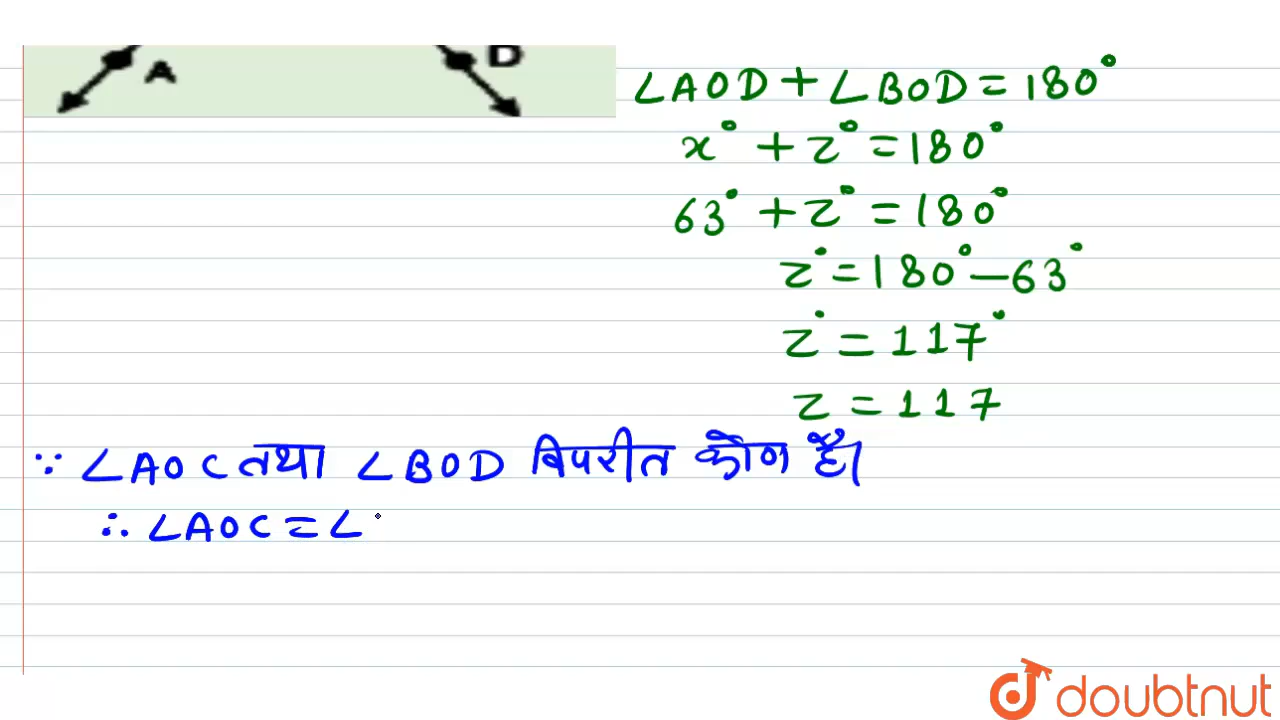 A D
∠AOD + ∠BOD = 180°
x° + z° = 180°
63° + z° = 180°
z° = 180° – 63°
z° = 117°
z = 117
∵ ∠AOC तथा ∠BOD विपरीत कोण हैं।
∴ ∠AOC = ∠
doubtnut